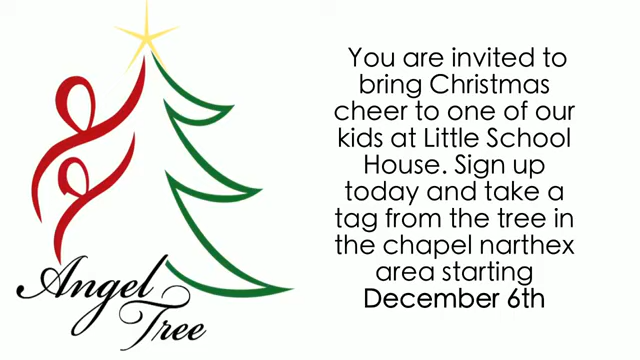 You are invited to
bring Christmas
cheer to one of our
kids at Little School
House. Sign up
today and take a
tag from the tree in
the chapel narthex
area starting
December 6th
Angel
Tree